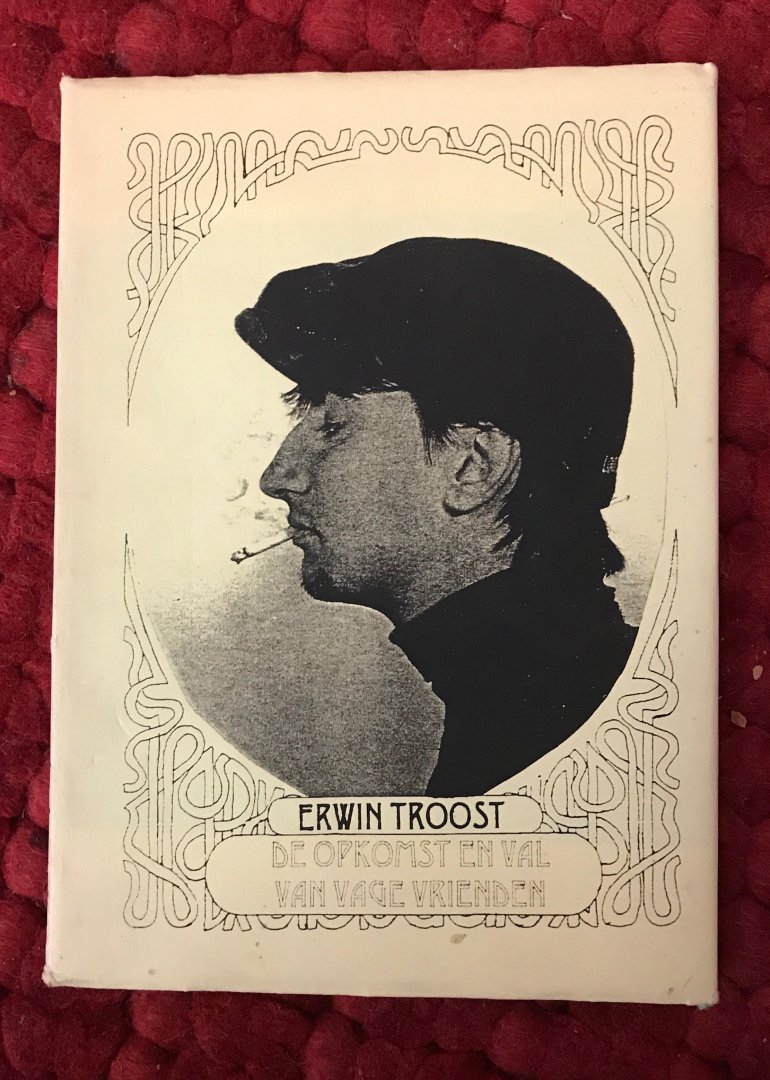 ERWIN TROOST
DE OPKOMST EN VAL
VAN VAGE VRIENDEN